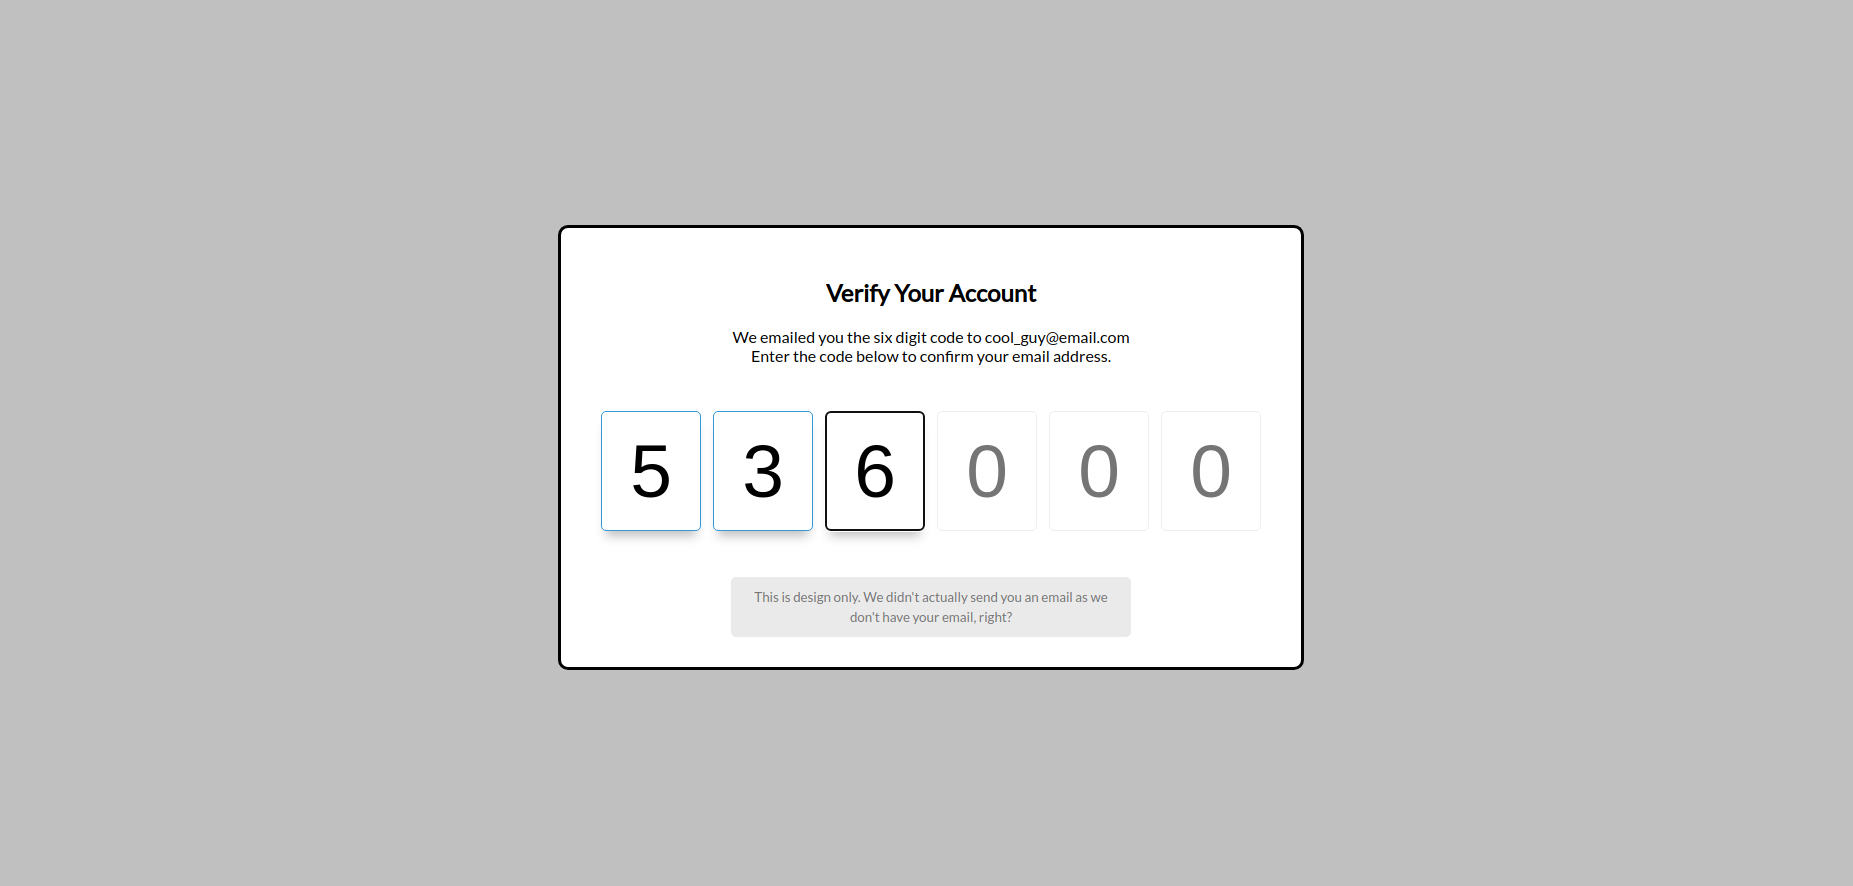 Verify Your Account
We emailed you the six digit code to cool_guy@email.com
Enter the code below to confirm your email address.
5 3 6 0 0 0
This is design only. We didn't actually send you an email as we
don't have your email, right?